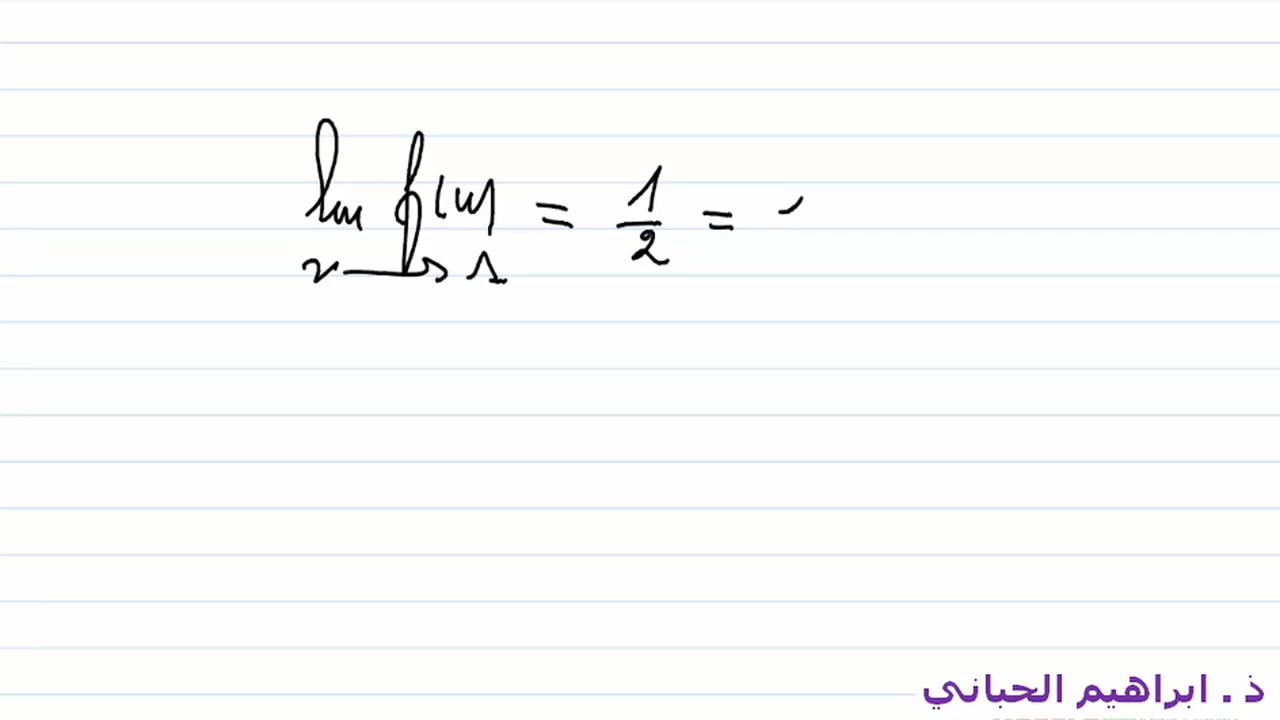 lim f(x) = 1/2 =
x → 1
ذ . ابراهيم الحباني